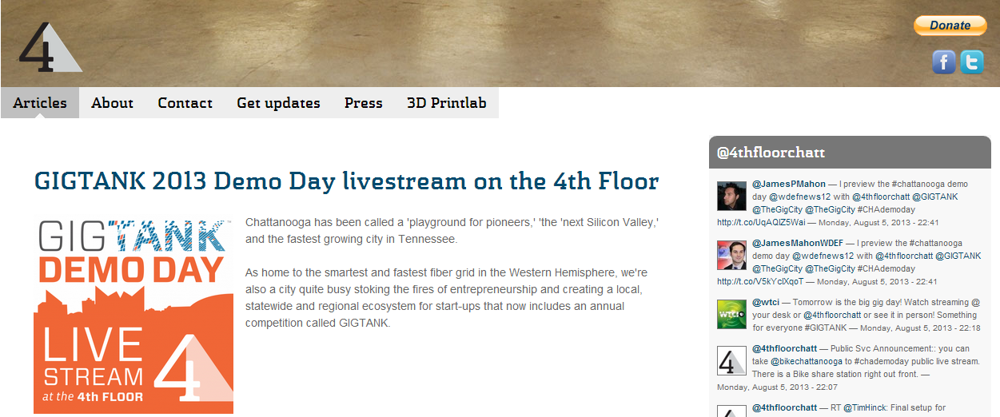 4
Donate
f
t
Articles
About
Contact
Get updates
Press
3D Printlab
GIGTANK 2013 Demo Day livestream on the 4th Floor
GIGTANK
DEMO DAY
LIVE
STREAM
at the 4th FLOOR
4
Chattanooga has been called a 'playground for pioneers,' 'the 'next Silicon Valley,'
and the fastest growing city in Tennessee.
As home to the smartest and fastest fiber grid in the Western Hemisphere, we're
also a city quite busy stoking the fires of entrepreneurship and creating a local,
statewide and regional ecosystem for start-ups that now includes an annual
competition called GIGTANK.
@4thfloorchatt
@JamesPMahon — I preview the #chattanooga demo
day @wdefnews12 with @4thfloorchatt @GIGTANK
@TheGigCity @TheGigCity #CHAdemoday
http://t.co/UqAQlZ5Wai — Monday, August 5, 2013 - 22:41
@JamesMahonWDEF — I preview the #chattanooga
demo day @wdefnews12 with @4thfloorchatt @GIGTANK
@TheGigCity @TheGigCity #CHAdemoday
http://t.co/V5kYclXqoT — Monday, August 5, 2013 - 22:41
wtci
@wtci — Tomorrow is the big gig day! Watch streaming @
your desk or @4thfloorchatt or see it in person! Something
for everyone #GIGTANK — Monday, August 5, 2013 - 22:18
4
@4thfloorchatt — Public Svc Announcement:: you can
take @bikechattanooga to #chademoday public live stream.
There is a Bike share station right out front. —
Monday, August 5, 2013 - 22:07
@4thfloorchatt — RT @TimHinck: Final setup for